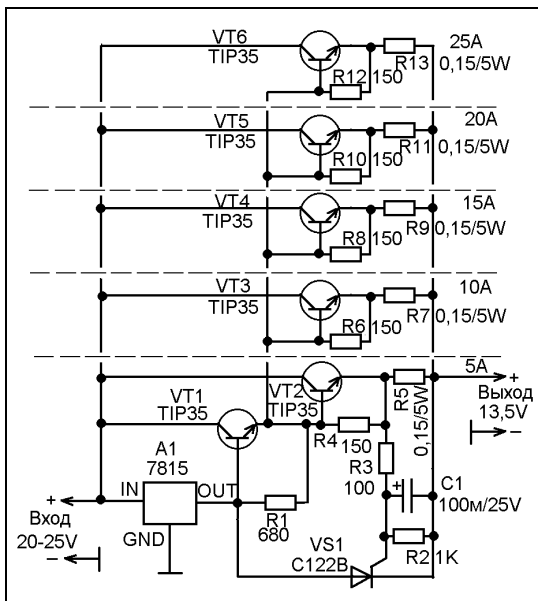 VT6
TIP35
25A
R13
0,15/5W
R12 150
VT5
TIP35
20A
R11
0,15/5W
R10 150
VT4
TIP35
15A
R9 0,15/5W
R8 150
VT3
TIP35
10A
R7
0,15/5W
R6 150
5A
VT1
TIP35
VT2
TIP35
R5
0,15/5W
Выход
13,5V
+
−
R4
150
R3
100
A1
7815
IN
OUT
GND
R1
680
+
C1
100м/25V
+
Вход
20-25V
−
VS1
C122B
R2 1K